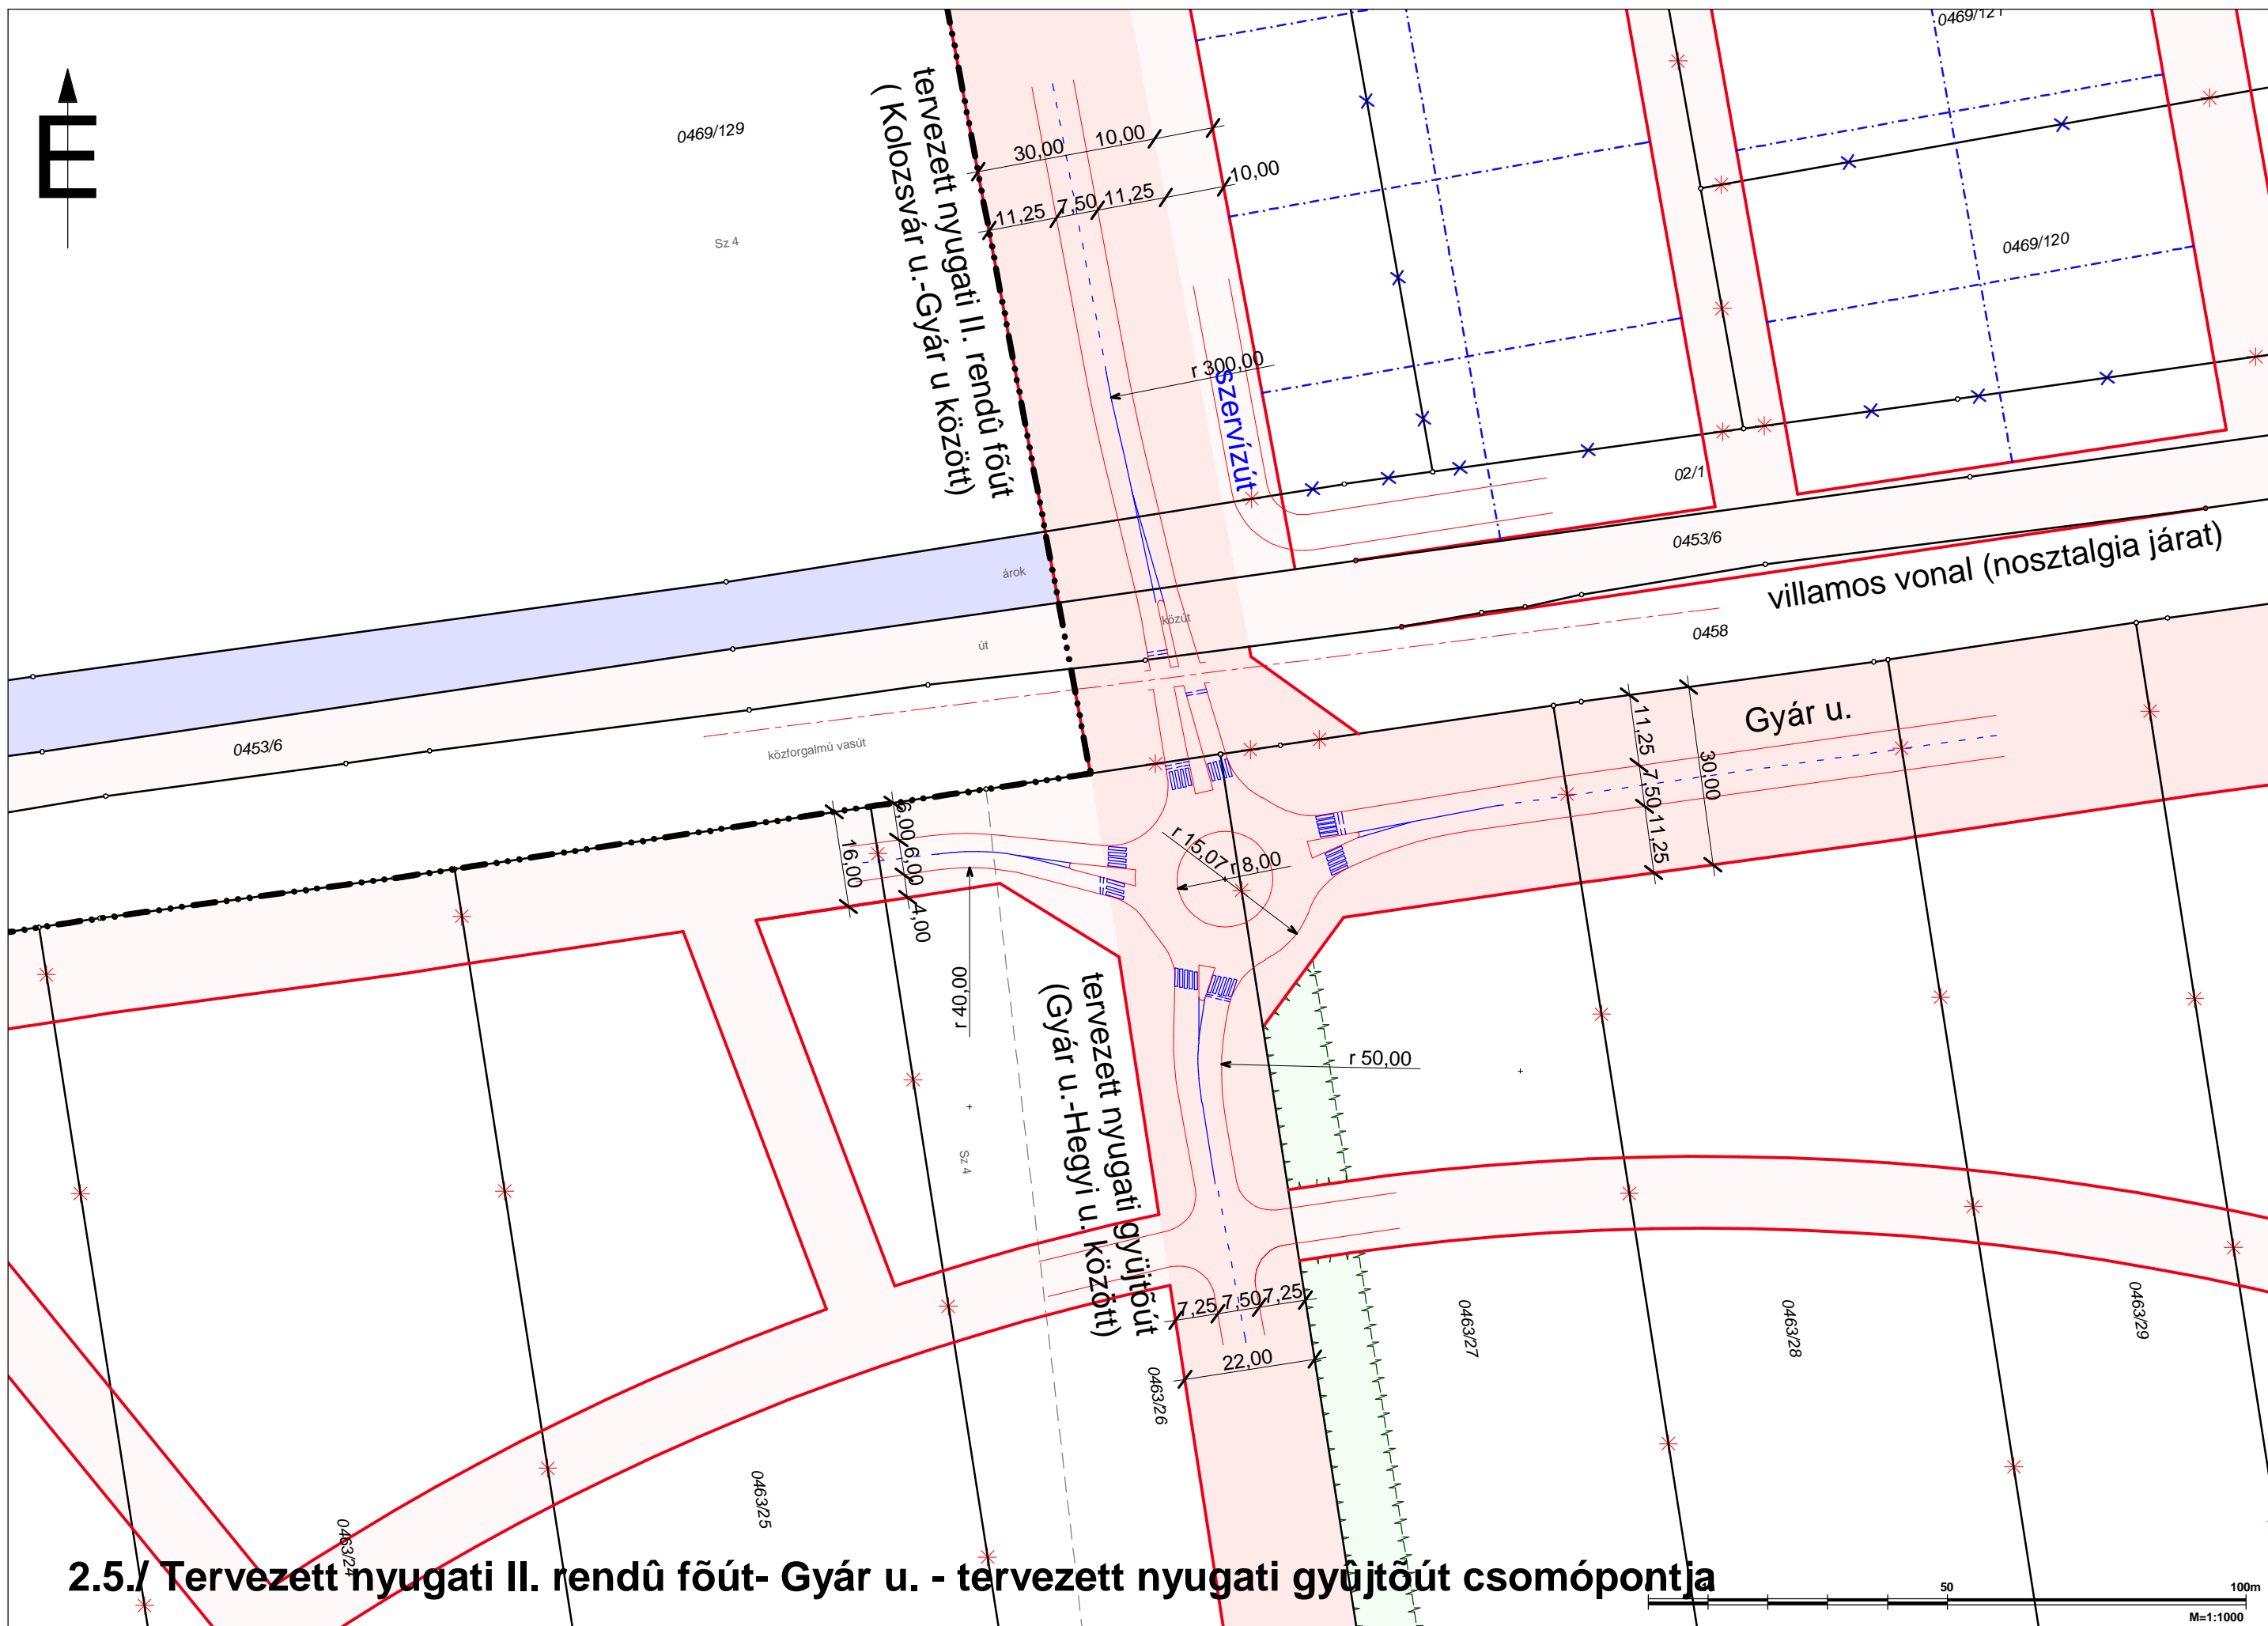 É
0469/129
Sz 4
tervezett nyugati II. rendû fõút
( Kolozsvár u.-Gyár u között)
30,00
10,00
11,25
7,50
11,25
10,00
r 300,00
szervízút
0469/121
0469/120
02/1
0453/6
villamos vonal (nosztalgia járat)
0458
árok
út
közút
0453/6
közforgalmú vasút
Gyár u.
11,25
7,50
11,25
30,00
16,00
6,00
6,00
4,00
r 15,07
r 8,00
r 40,00
r 50,00
tervezett nyugati gyüjtõút
(Gyár u.-Hegyi u. között)
Sz 4
7,25
7,50
7,25
22,00
0463/24
0463/25
0463/26
0463/27
0463/28
0463/29
2.5./ Tervezett nyugati II. rendû fõút- Gyár u. - tervezett nyugati gyûjtõút csomópontja
50
100m
M=1:1000